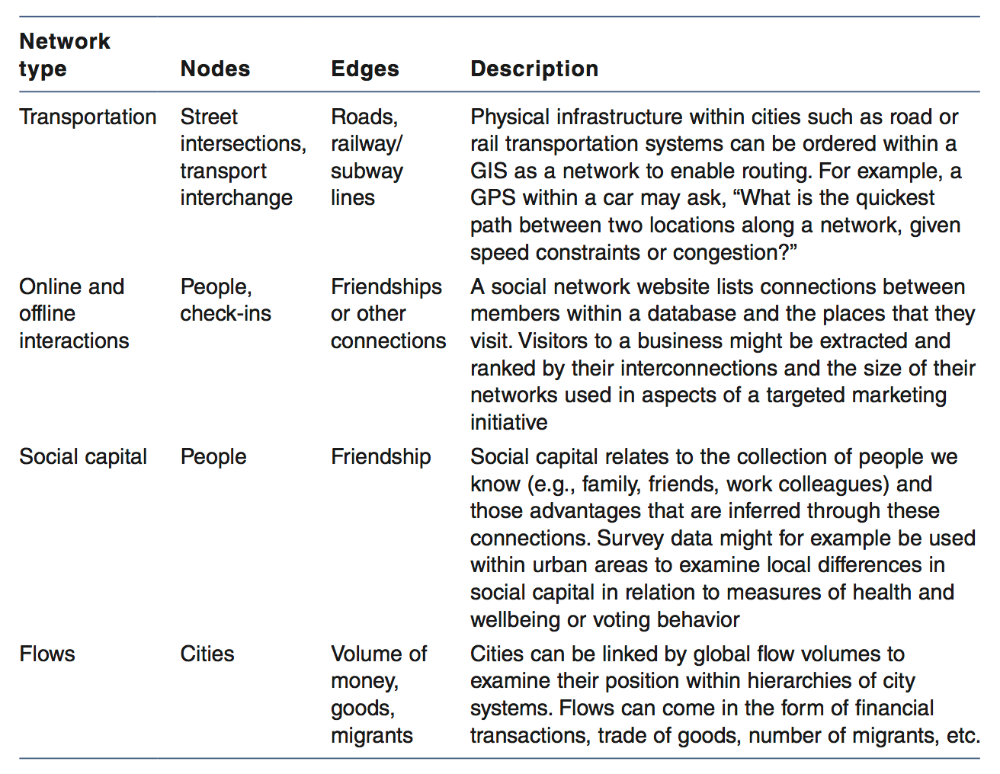 Network
type
Nodes
Edges
Description
Transportation
Street
intersections,
transport
interchange
Roads,
railway/
subway
lines
Physical infrastructure within cities such as road or
rail transportation systems can be ordered within a
GIS as a network to enable routing. For example, a
GPS within a car may ask, “What is the quickest
path between two locations along a network, given
speed constraints or congestion?”
Online and
offline
interactions
People,
check-ins
Friendships
or other
connections
A social network website lists connections between
members within a database and the places that they
visit. Visitors to a business might be extracted and
ranked by their interconnections and the size of their
networks used in aspects of a targeted marketing
initiative
Social capital
People
Friendship
Social capital relates to the collection of people we
know (e.g., family, friends, work colleagues) and
those advantages that are inferred through these
connections. Survey data might for example be used
within urban areas to examine local differences in
social capital in relation to measures of health and
wellbeing or voting behavior
Flows
Cities
Volume of
money,
goods,
migrants
Cities can be linked by global flow volumes to
examine their position within hierarchies of city
systems. Flows can come in the form of financial
transactions, trade of goods, number of migrants, etc.